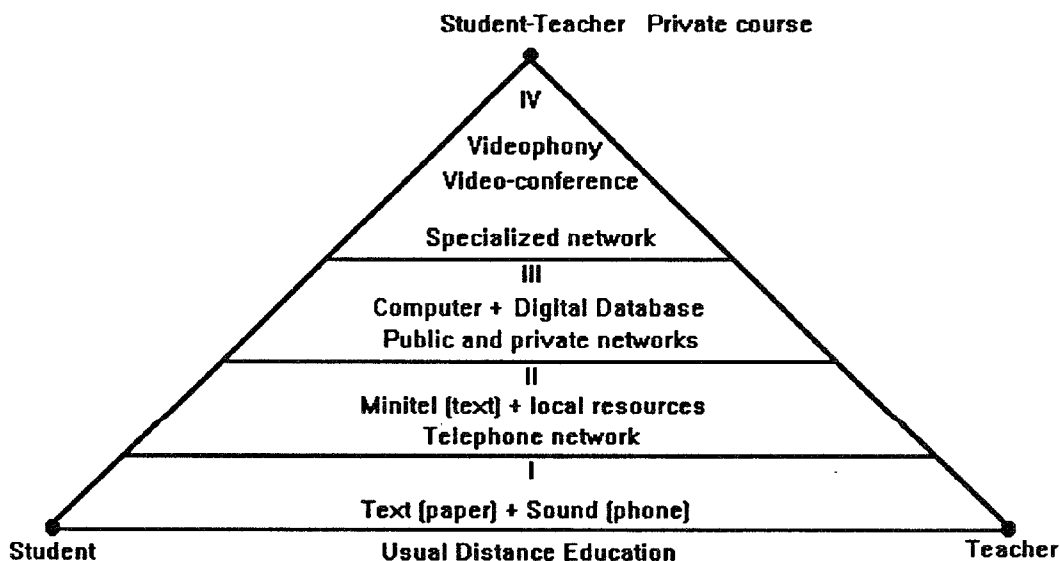 Student-Teacher Private course
IV
Videophony
Video-conference
Specialized network
III
Computer + Digital Database
Public and private networks
II
Minitel (text) + local resources
Telephone network
I
Text (paper) + Sound (phone)
Student Usual Distance Education Teacher